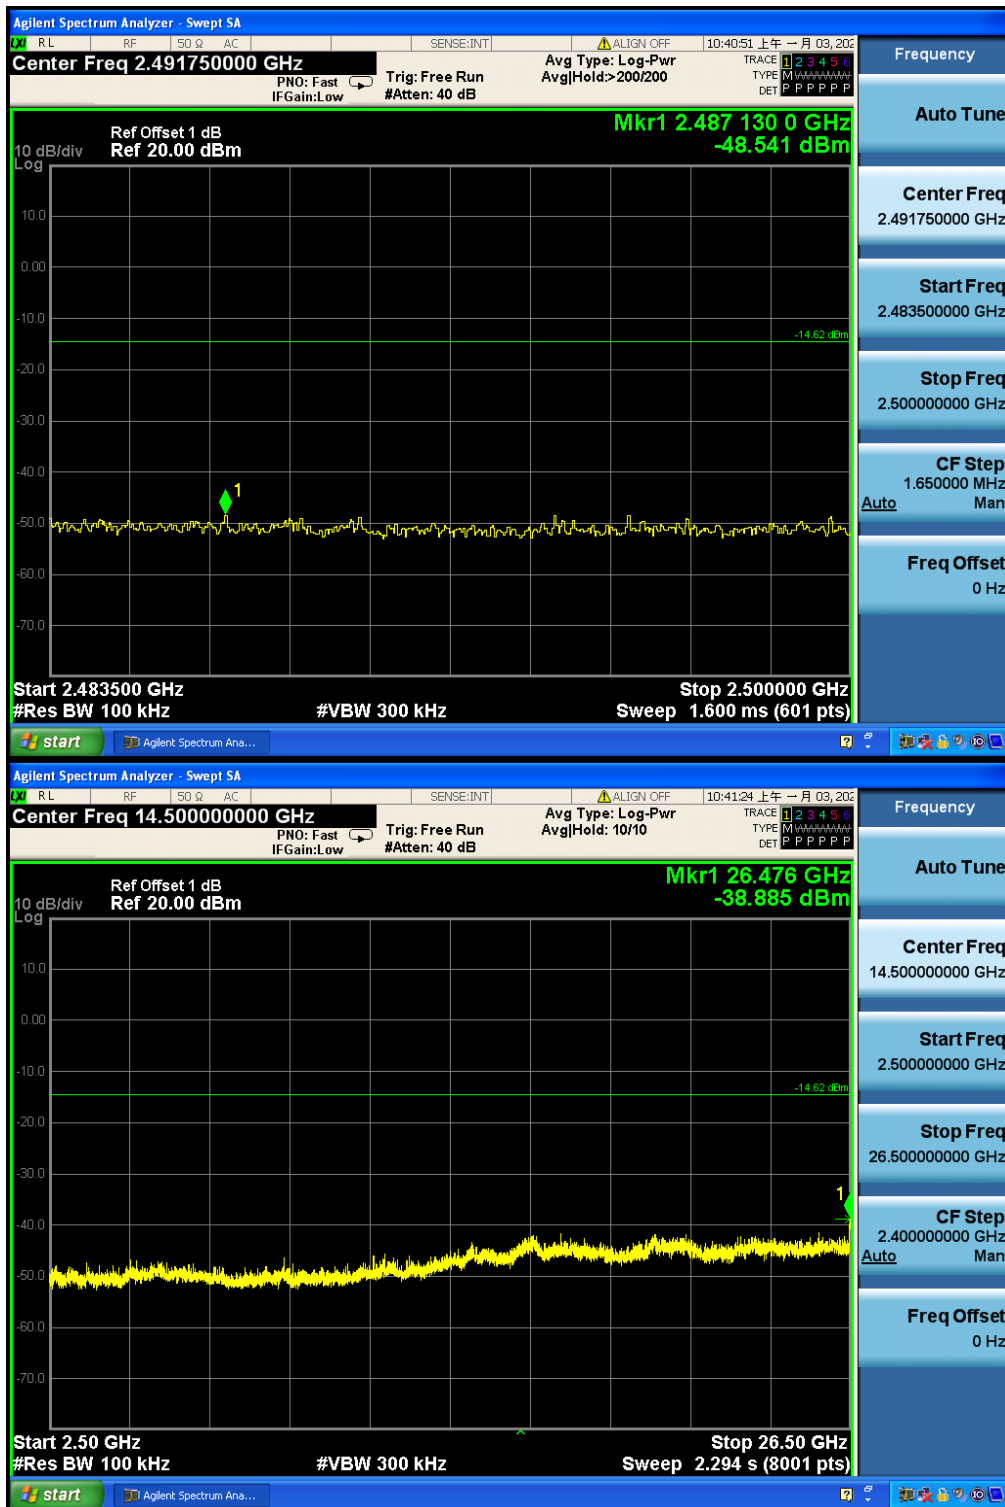 Agilent Spectrum Analyzer - Swept SA
LXI RL RF 50 Ω AC SENSE:INT ALIGN OFF 10:40:51 上午 一月 03, 202
Center Freq 2.491750000 GHz
PNO: Fast
IFGain:Low
Trig: Free Run
#Atten: 40 dB
Avg Type: Log-Pwr
Avg|Hold:>200/200
TRACE 1 2 3 4 5 6
TYPE M
DET P P P P P P
Ref Offset 1 dB
Ref 20.00 dBm
Mkr1 2.487 130 0 GHz
-48.541 dBm
10 dB/div
Log
10.0
0.00
-10.0
-14.62 dBm
-20.0
-30.0
-40.0
1
-50.0
-60.0
-70.0
Start 2.483500 GHz Stop 2.500000 GHz
#Res BW 100 kHz #VBW 300 kHz Sweep 1.600 ms (601 pts)
Frequency
Auto Tune
Center Freq
2.491750000 GHz
Start Freq
2.483500000 GHz
Stop Freq
2.500000000 GHz
CF Step
1.650000 MHz
Auto Man
Freq Offset
0 Hz
start Agilent Spectrum Ana...
Agilent Spectrum Analyzer - Swept SA
LXI RL RF 50 Ω AC SENSE:INT ALIGN OFF 10:41:24 上午 一月 03, 202
Center Freq 14.500000000 GHz
PNO: Fast
IFGain:Low
Trig: Free Run
#Atten: 40 dB
Avg Type: Log-Pwr
Avg|Hold: 10/10
TRACE 1 2 3 4 5 6
TYPE M
DET P P P P P P
Ref Offset 1 dB
Ref 20.00 dBm
Mkr1 26.476 GHz
-38.885 dBm
10 dB/div
Log
10.0
0.00
-10.0
-14.62 dBm
-20.0
-30.0
1
-40.0
-50.0
-60.0
-70.0
Start 2.50 GHz Stop 26.50 GHz
#Res BW 100 kHz #VBW 300 kHz Sweep 2.294 s (8001 pts)
Frequency
Auto Tune
Center Freq
14.500000000 GHz
Start Freq
2.500000000 GHz
Stop Freq
26.500000000 GHz
CF Step
2.400000000 GHz
Auto Man
Freq Offset
0 Hz
start Agilent Spectrum Ana...